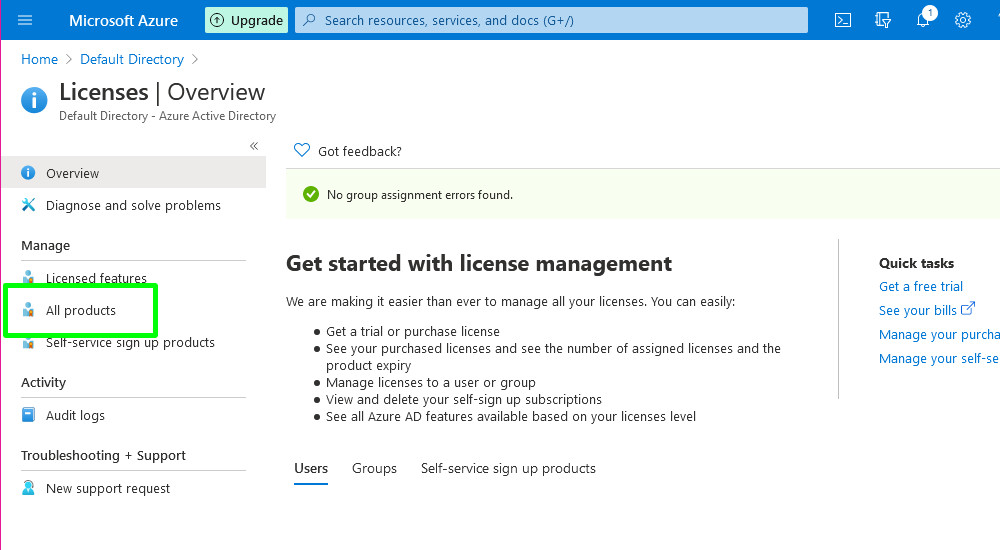 Microsoft Azure
Upgrade
Search resources, services, and docs (G+/)
1
Home > Default Directory >
Licenses | Overview
Default Directory - Azure Active Directory
«
Overview
Diagnose and solve problems
Manage
Licensed features
All products
Self-service sign up products
Activity
Audit logs
Troubleshooting + Support
New support request
Got feedback?
No group assignment errors found.
Get started with license management
We are making it easier than ever to manage all your licenses. You can easily:
• Get a trial or purchase license
• See your purchased licenses and see the number of assigned licenses and the
product expiry
• Manage licenses to a user or group
• View and delete your self-sign up subscriptions
• See all Azure AD features available based on your licenses level
Users Groups Self-service sign up products
Quick tasks
Get a free trial
See your bills
Manage your purcha
Manage your self-se